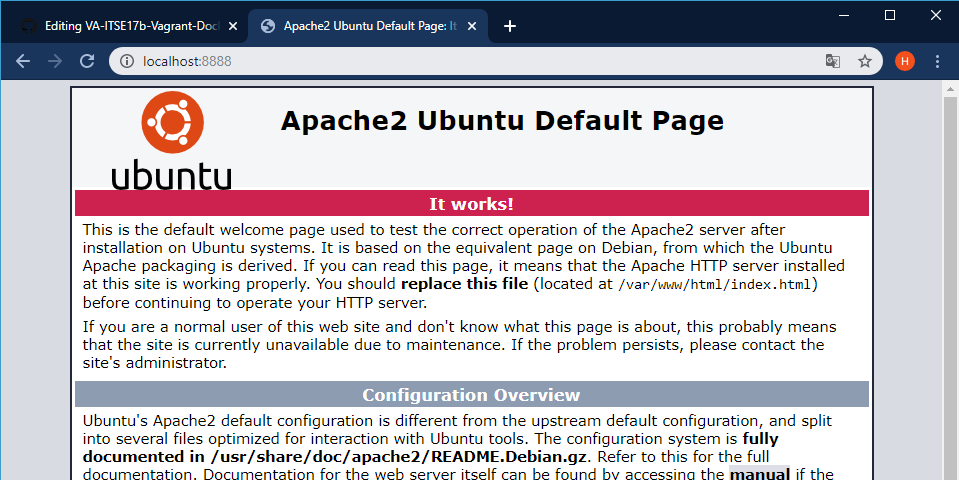 Editing VA-ITSE17b-Vagrant-Doc
Apache2 Ubuntu Default Page: It
localhost:8888
H
ubuntu
Apache2 Ubuntu Default Page
It works!
This is the default welcome page used to test the correct operation of the Apache2 server after
installation on Ubuntu systems. It is based on the equivalent page on Debian, from which the Ubuntu
Apache packaging is derived. If you can read this page, it means that the Apache HTTP server installed
at this site is working properly. You should replace this file (located at /var/www/html/index.html)
before continuing to operate your HTTP server.
If you are a normal user of this web site and don't know what this page is about, this probably means
that the site is currently unavailable due to maintenance. If the problem persists, please contact the
site's administrator.
Configuration Overview
Ubuntu's Apache2 default configuration is different from the upstream default configuration, and split
into several files optimized for interaction with Ubuntu tools. The configuration system is fully
documented in /usr/share/doc/apache2/README.Debian.gz. Refer to this for the full
documentation. Documentation for the web server itself can be found by accessing the manual if the